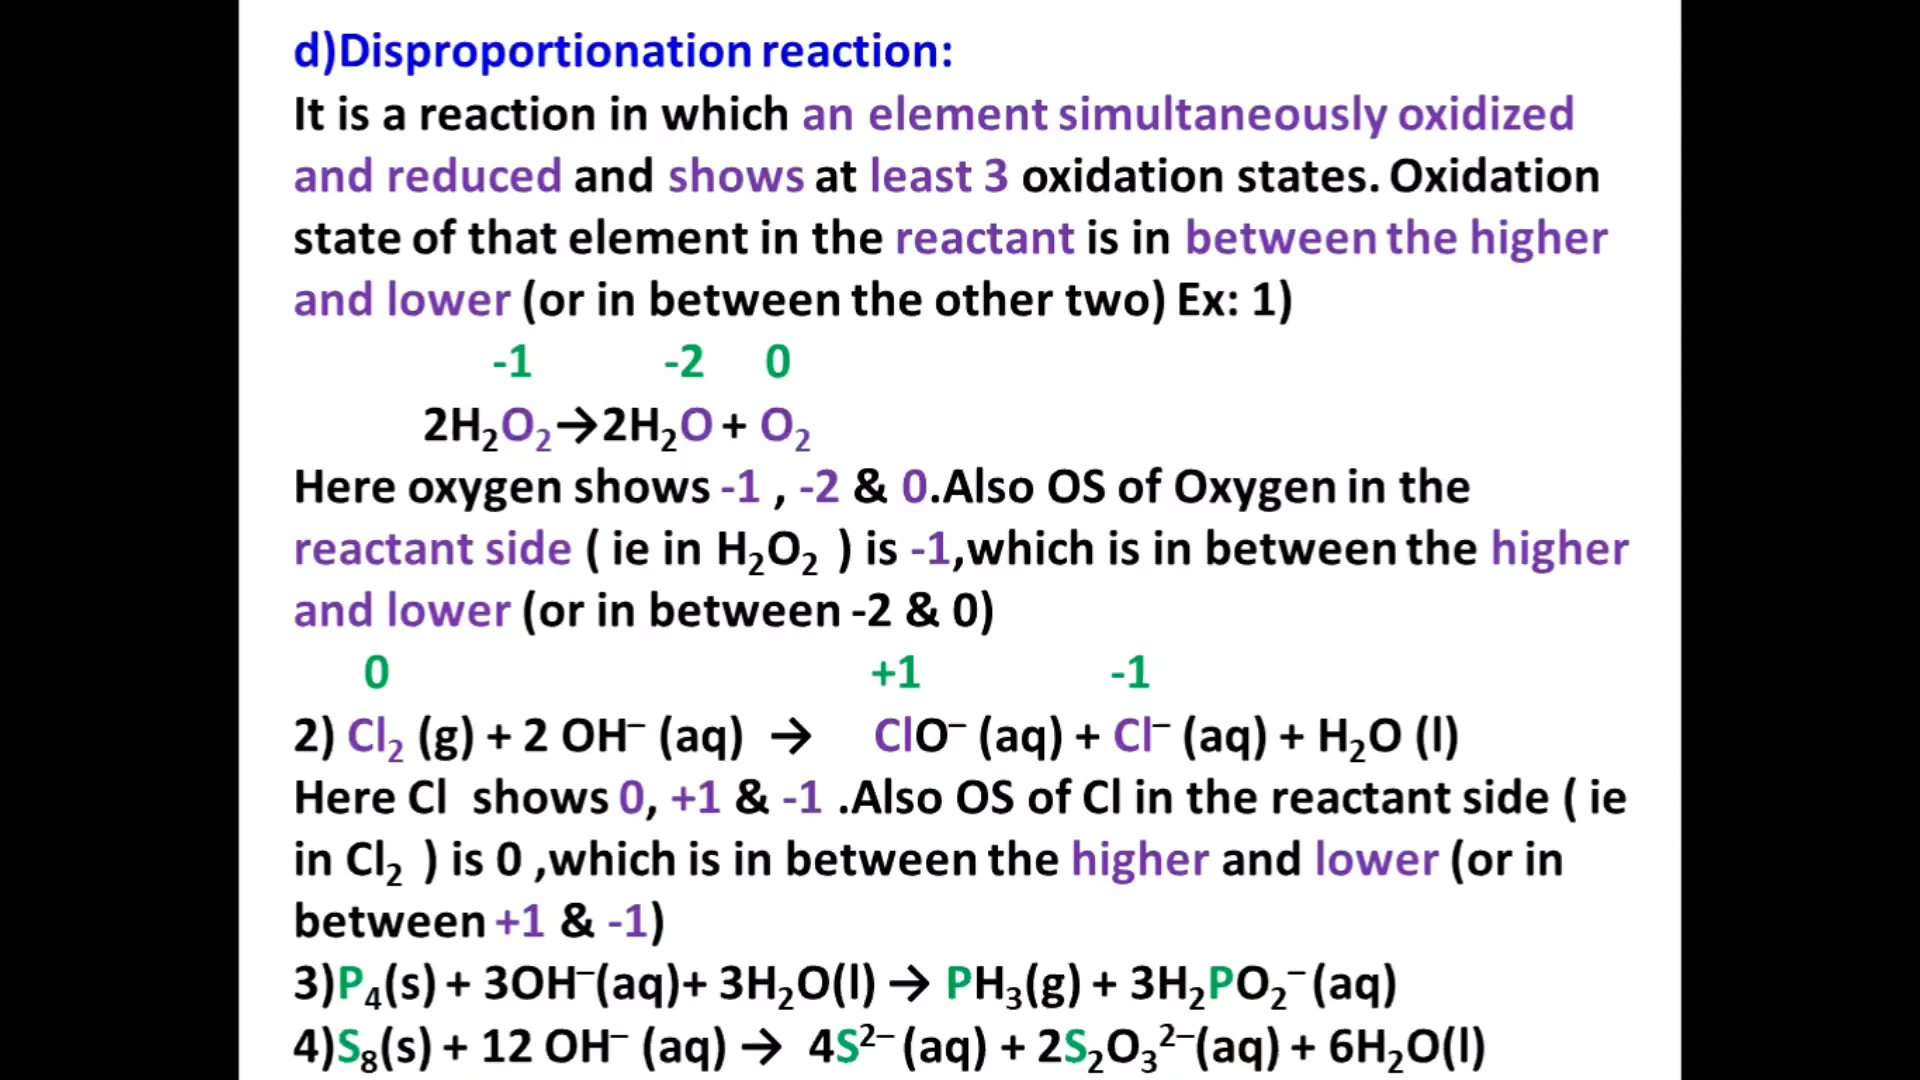 d)Disproportionation reaction:
It is a reaction in which an element simultaneously oxidized
and reduced and shows at least 3 oxidation states. Oxidation
state of that element in the reactant is in between the higher
and lower (or in between the other two) Ex: 1)
-1 -2 0
2H₂O₂→2H₂O + O₂
Here oxygen shows -1 , -2 & 0.Also OS of Oxygen in the
reactant side ( ie in H₂O₂ ) is -1,which is in between the higher
and lower (or in between -2 & 0)
0 +1 -1
2) Cl₂ (g) + 2 OH⁻ (aq) → ClO⁻ (aq) + Cl⁻ (aq) + H₂O (l)
Here Cl shows 0, +1 & -1 .Also OS of Cl in the reactant side ( ie
in Cl₂ ) is 0 ,which is in between the higher and lower (or in
between +1 & -1)
3)P₄(s) + 3OH⁻(aq)+ 3H₂O(l) → PH₃(g) + 3H₂PO₂⁻ (aq)
4)S₈(s) + 12 OH⁻ (aq) → 4S²⁻ (aq) + 2S₂O₃²⁻(aq) + 6H₂O(l)